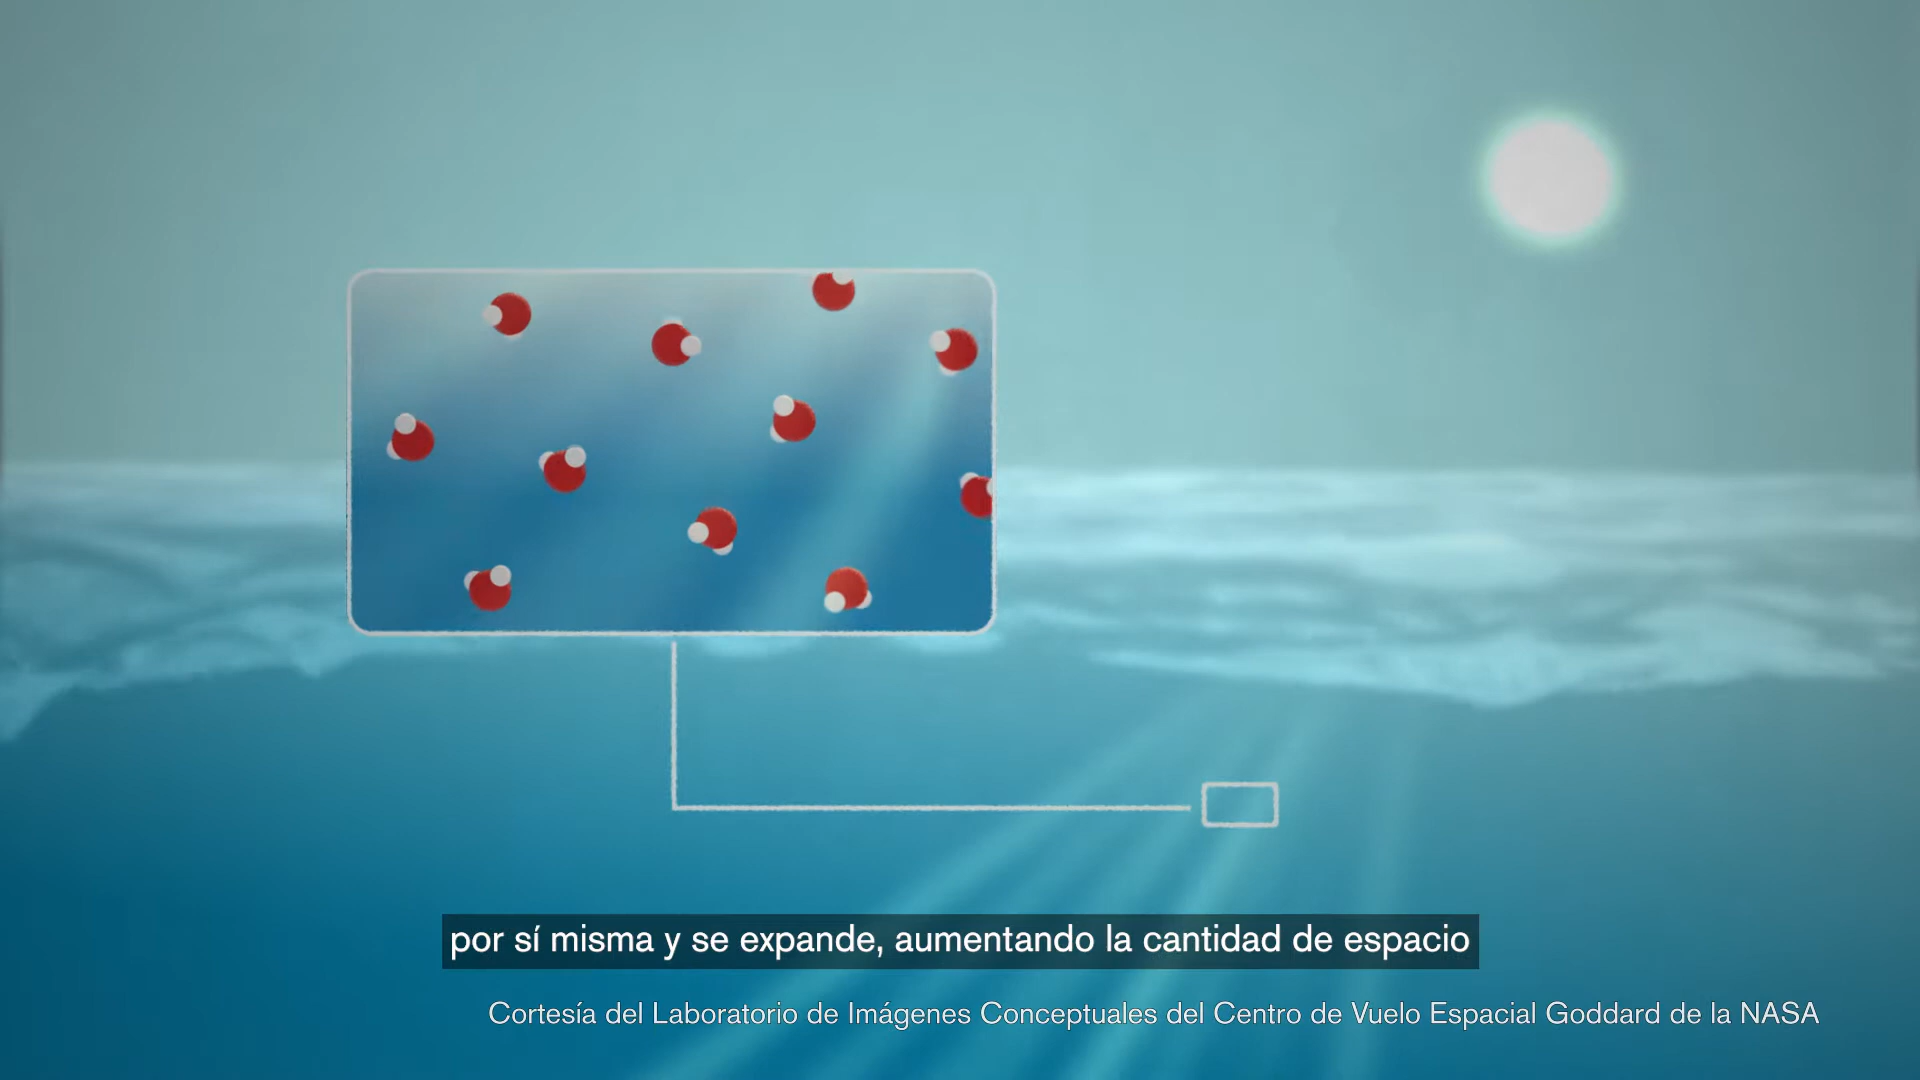 por sí misma y se expande, aumentando la cantidad de espacio
Cortesía del Laboratorio de Imágenes Conceptuales del Centro de Vuelo Espacial Goddard de la NASA